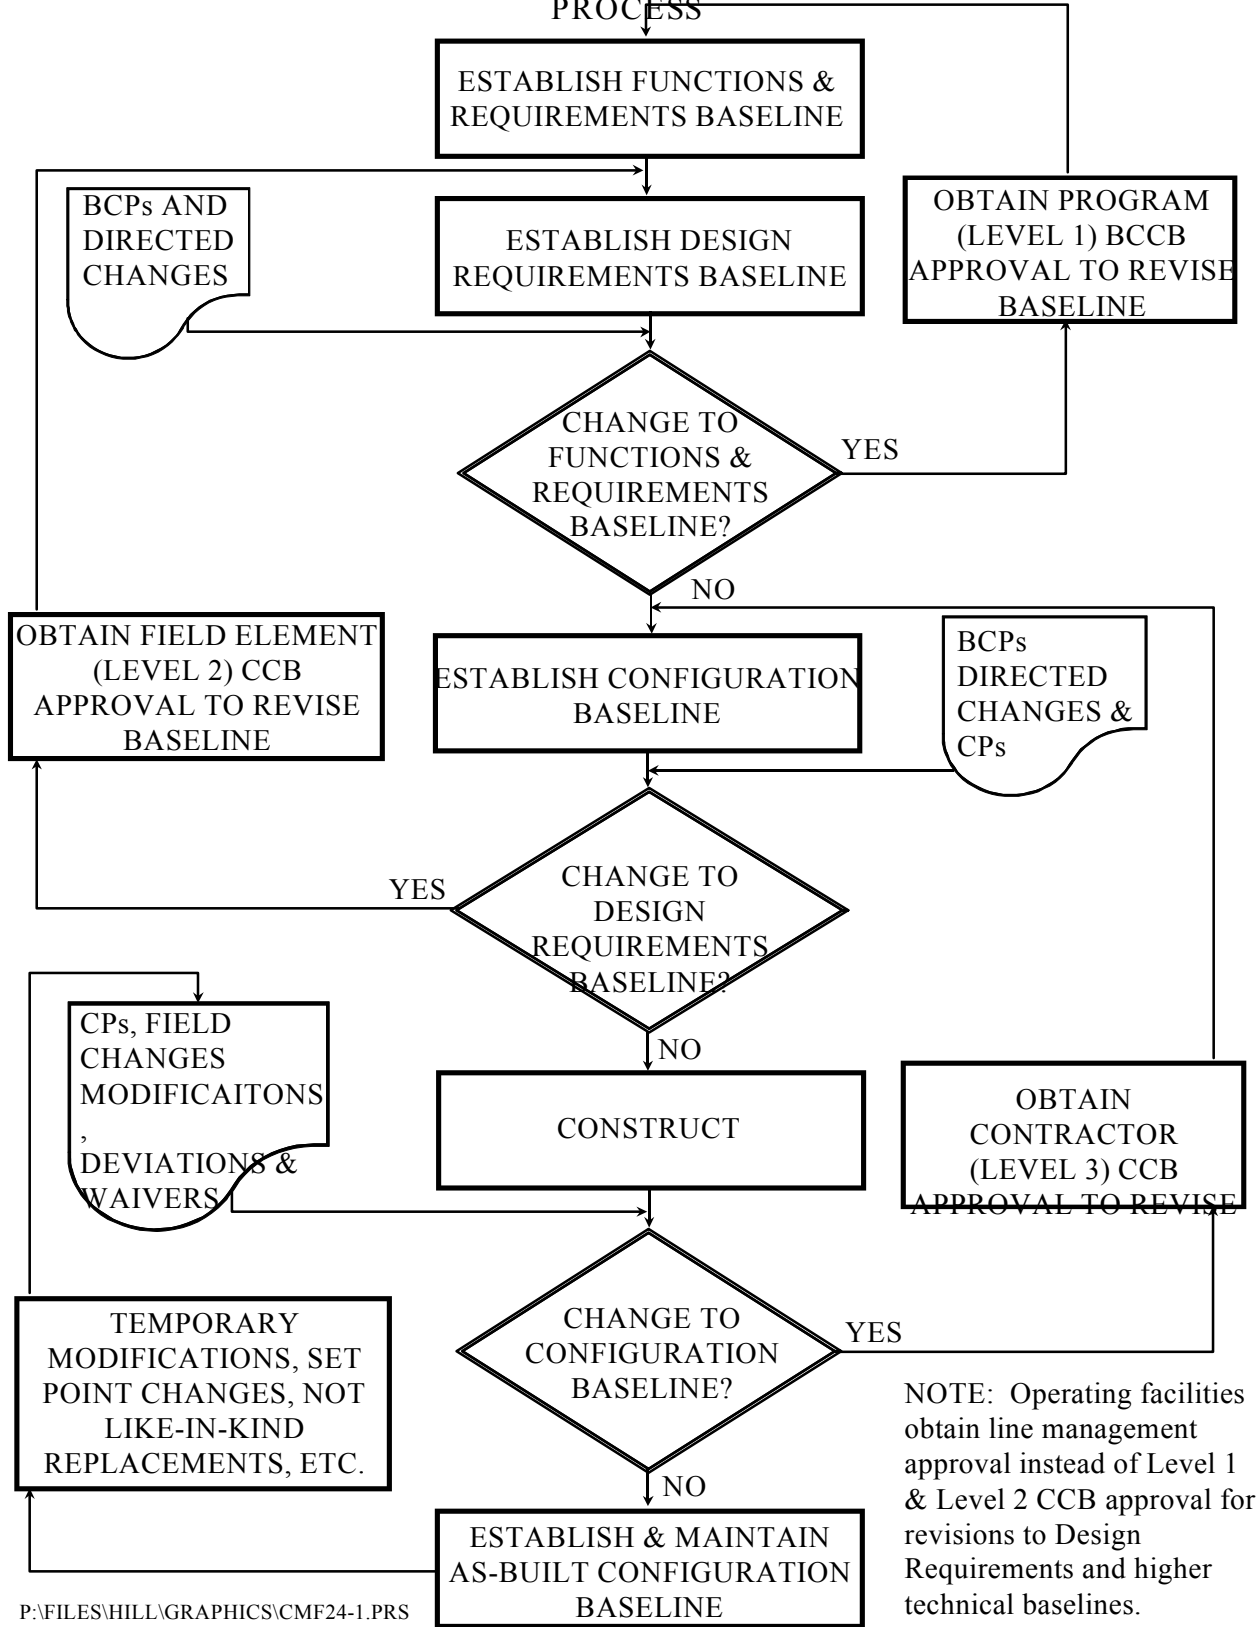 PROCESS
ESTABLISH FUNCTIONS &
REQUIREMENTS BASELINE
BCPs AND
DIRECTED
CHANGES
ESTABLISH DESIGN
REQUIREMENTS BASELINE
OBTAIN PROGRAM
(LEVEL 1) BCCB
APPROVAL TO REVISE
BASELINE
CHANGE TO
FUNCTIONS &
REQUIREMENTS
BASELINE?
YES
NO
OBTAIN FIELD ELEMENT
(LEVEL 2) CCB
APPROVAL TO REVISE
BASELINE
ESTABLISH CONFIGURATION
BASELINE
BCPs
DIRECTED
CHANGES &
CPs
CHANGE TO
DESIGN
REQUIREMENTS
BASELINE?
YES
NO
CPs, FIELD
CHANGES
MODIFICAITONS
,
DEVIATIONS &
WAIVERS
CONSTRUCT
OBTAIN
CONTRACTOR
(LEVEL 3) CCB
APPROVAL TO REVISE
CHANGE TO
CONFIGURATION
BASELINE?
YES
NO
TEMPORARY
MODIFICATIONS, SET
POINT CHANGES, NOT
LIKE-IN-KIND
REPLACEMENTS, ETC.
NOTE: Operating facilities
obtain line management
approval instead of Level 1
& Level 2 CCB approval for
revisions to Design
Requirements and higher
technical baselines.
ESTABLISH & MAINTAIN
AS-BUILT CONFIGURATION
BASELINE
P:\FILES\HILL\GRAPHICS\CMF24-1.PRS